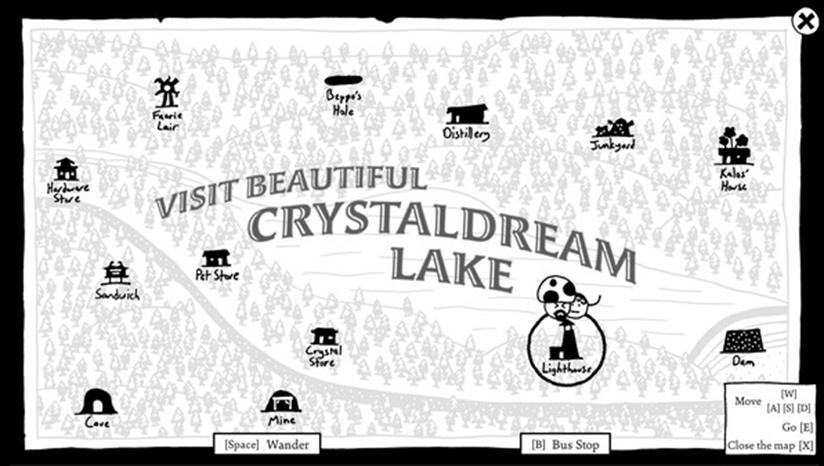 Faerie
Lair
Beppo's
Hole
Distillery
Junkyard
Kalos'
House
Hardware
Store
VISIT BEAUTIFUL
CRYSTALDREAM
LAKE
Pet Store
Sandwich
Crystal
Store
Lighthouse
Dam
Cave
Mine
[Space] Wander
[B] Bus Stop
[W]
Move [A] [S] [D]
Go [E]
Close the map [X]